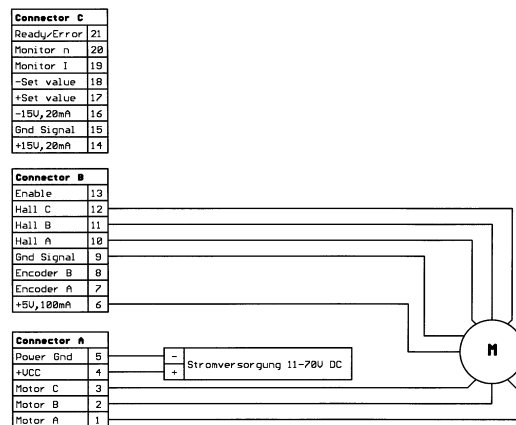 Connector C
Ready/Error 21
Monitor n 20
Monitor I 19
-Set value 18
+Set value 17
-15V,20mA 16
Gnd Signal 15
+15V,20mA 14
Connector B
Enable 13
Hall C 12
Hall B 11
Hall A 10
Gnd Signal 9
Encoder B 8
Encoder A 7
+5V,100mA 6
Connector A
Power Gnd 5
+VCC 4
Motor C 3
Motor B 2
Motor A 1
-
+
Stromversorgung 11-70V DC
M